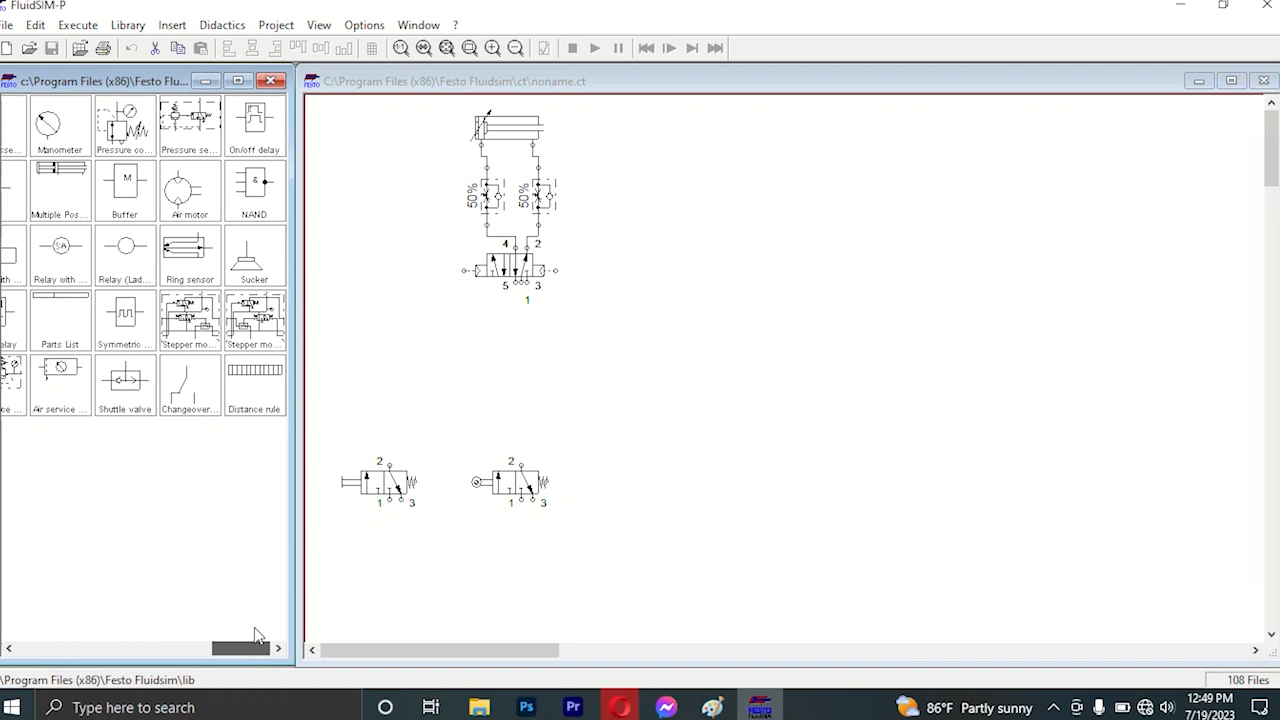 FluidSIM-P
File Edit Execute Library Insert Didactics Project View Options Window ?
c:\Program Files (x86)\Festo Flu...
C:\Program Files (x86)\Festo Fluidsim\ct\noname.ct
Manometer Pressure co... Pressure se... On/off delay
Multiple Pos... Buffer Air motor NAND
Relay with ... Relay (Lad... Ring sensor Sucker
Parts List Symmetric ... Stepper mo... Stepper mo...
Air service ... Shuttle valve Changeover... Distance rule
M
&
50% 50%
4 2
5 3
1
2 2
1 3 1 3
Program Files (x86)\Festo Fluidsim\lib 108 Files
Type here to search
Ps Pr
86°F Partly sunny
12:49 PM
7/19/2023